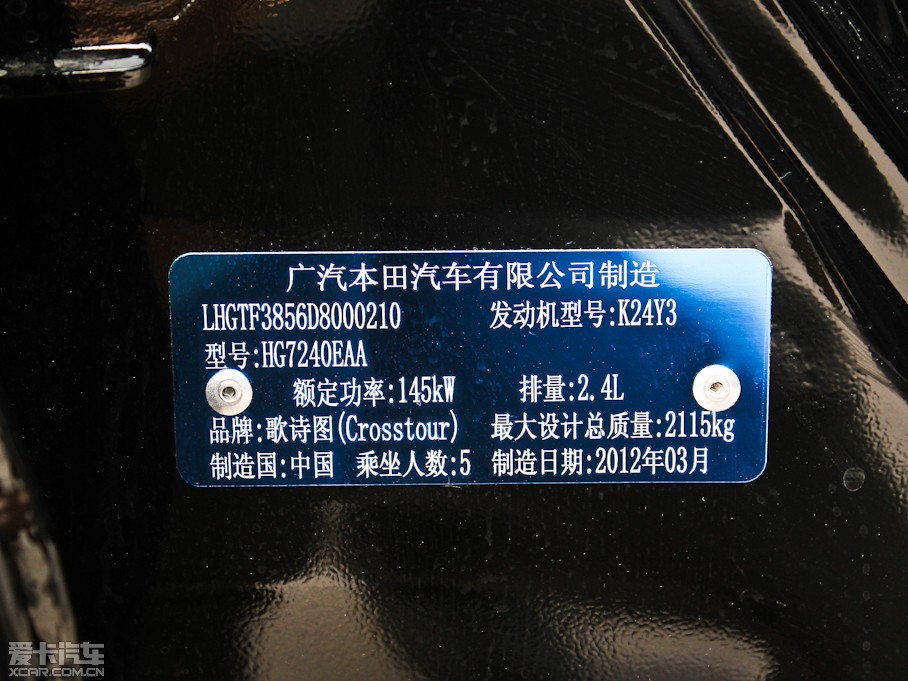 广汽本田汽车有限公司制造
LHGTF3856D8000210 发动机型号:K24Y3
型号:HG7240EAA
额定功率:145kW 排量:2.4L
品牌:歌诗图(Crosstour) 最大设计总质量:2115kg
制造国:中国 乘坐人数:5 制造日期:2012年03月
爱卡汽车
XCAR.COM.CN